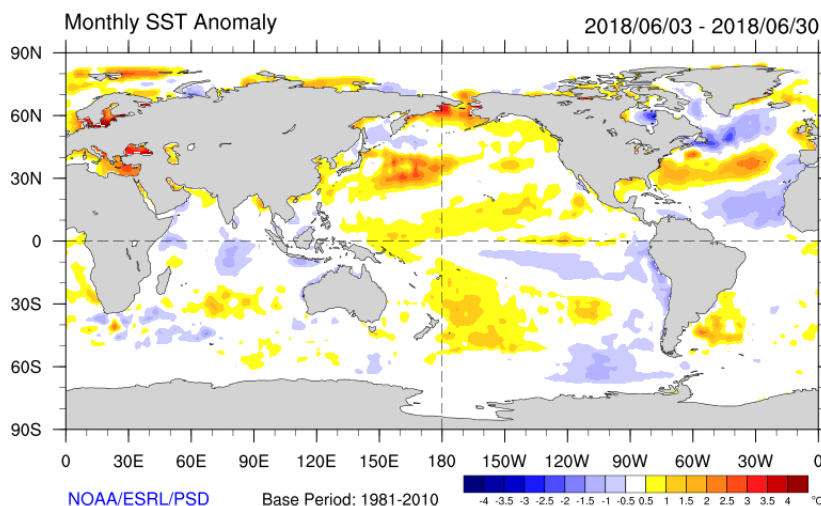 Monthly SST Anomaly 2018/06/03 - 2018/06/30
90N
60N
30N
0
30S
60S
90S
0 30E 60E 90E 120E 150E 180 150W 120W 90W 60W 30W 0
NOAA/ESRL/PSD Base Period: 1981-2010
-4 -3 -2.5 -2 -1.5 -1 -0.5 0.5 1 1.5 2 2.5 3 3.5 4 °C